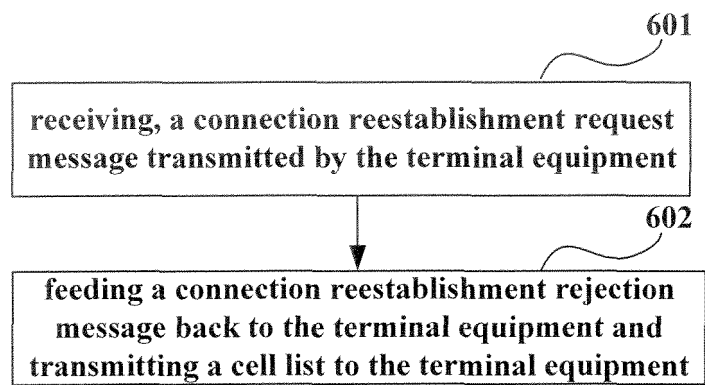 601
receiving, a connection reestablishment request
message transmitted by the terminal equipment
602
feeding a connection reestablishment rejection
message back to the terminal equipment and
transmitting a cell list to the terminal equipment